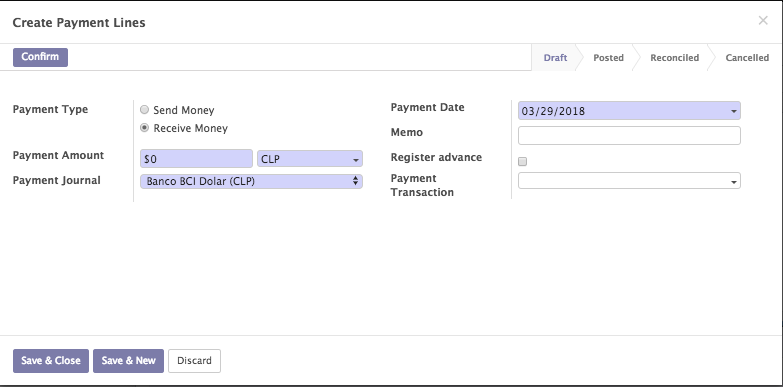 Create Payment Lines
×
Confirm
Draft
Posted
Reconciled
Cancelled
Payment Type
Send Money
Receive Money
Payment Amount
$0
CLP
Payment Journal
Banco BCI Dolar (CLP)
Payment Date
03/29/2018
Memo
Register advance
Payment
Transaction
Save & Close
Save & New
Discard